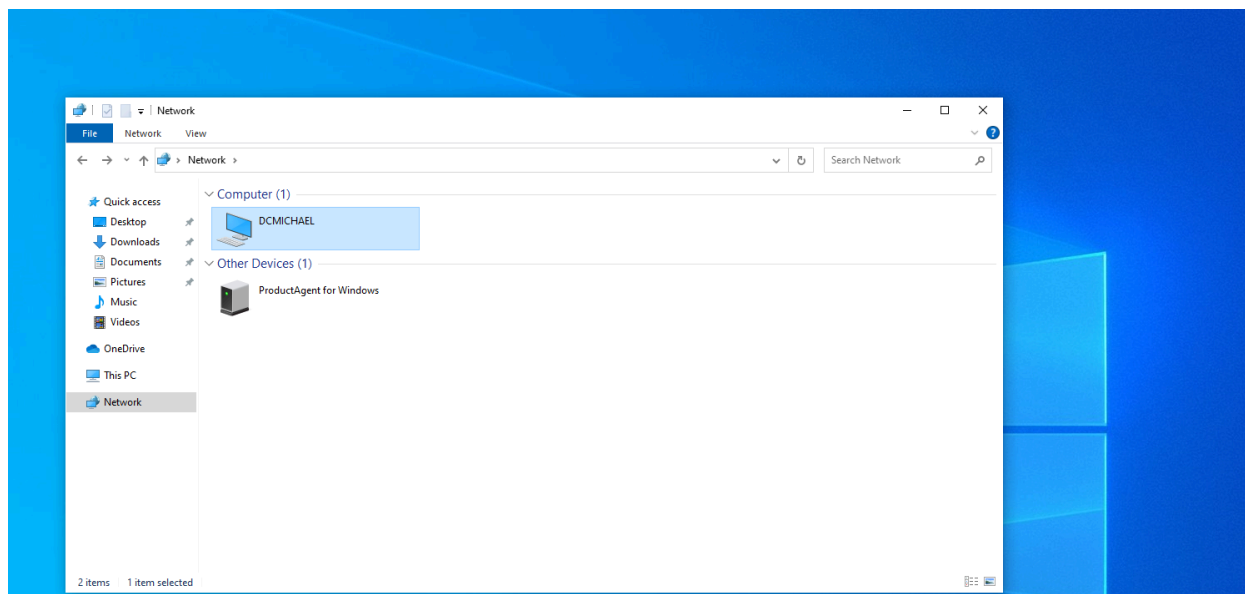 Network
File Network View
Network
Search Network
Quick access
Desktop
Downloads
Documents
Pictures
Music
Videos
OneDrive
This PC
Network
Computer (1)
DCMICHAEL
Other Devices (1)
ProductAgent for Windows
2 items 1 item selected